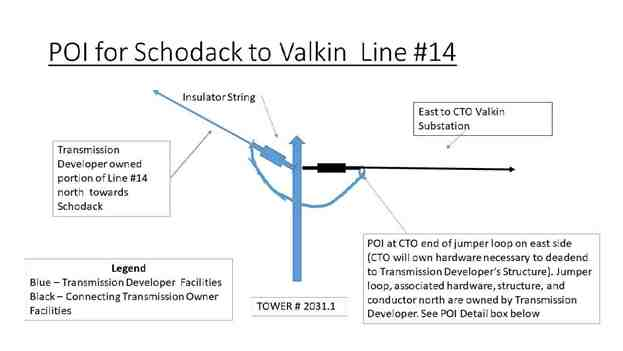 POI for Schodack to Valkin Line #14
Insulator String
East to CTO Valkin
Substation
Transmission
Developer owned
portion of Line #14
north towards
Schodack
POI at CTO end of jumper loop on east side
(CTO will own hardware necessary to deadend
to Transmission Developer's Structure). Jumper
loop, associated hardware, structure, and
conductor north are owned by Transmission
Developer. See POI Detail box below
Legend
Blue – Transmission Developer Facilities
Black – Connecting Transmission Owner
Facilities
TOWER # 2031.1